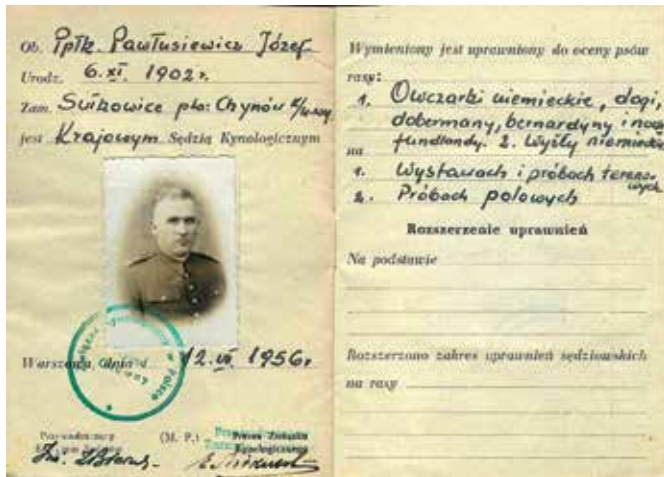 Ob. Ppłk. Pawłusiewicz Józef
Urodz. 6.XI. 1902 r.
Zam. pta: Chynów
jest Krajowym Sędzią Kynologicznym
Warszawa, dnia 12. VI 1956 r
(M. P.) Prezes Związku
Kynologicznego
Wymieniony jest uprawniony do oceny psów
rasy:
1. Owczarki niemieckie, dogi,
dobermany, bernardyny i nowo
fundlandy. 2. Wyżły niemieckie
na
1. Wystawach i próbach tereno-
wych
2. Próbach polowych
Rozszerzenie uprawnień
Na podstawie
Rozszerzono zakres uprawnień sędziowskich
na rasy